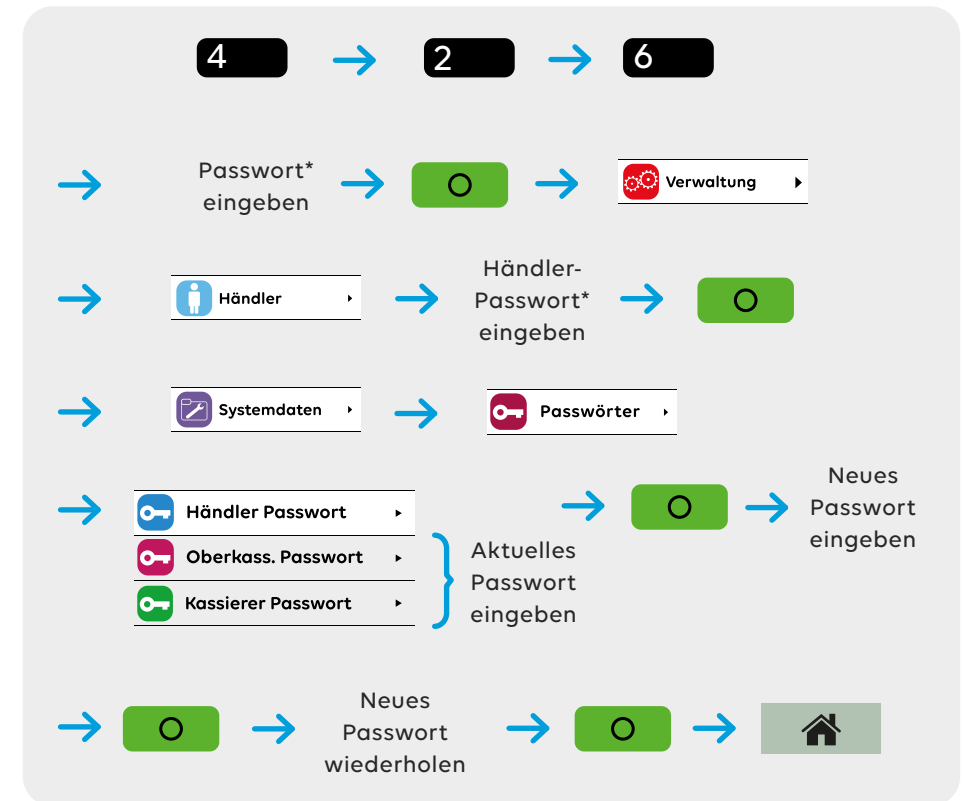 4 2 6
Passwort*
eingeben
Verwaltung
Händler
Händler-
Passwort*
eingeben
Systemdaten
Passwörter
Händler Passwort
Oberkass. Passwort
Kassierer Passwort
Aktuelles
Passwort
eingeben
Neues
Passwort
eingeben
Neues
Passwort
wiederholen